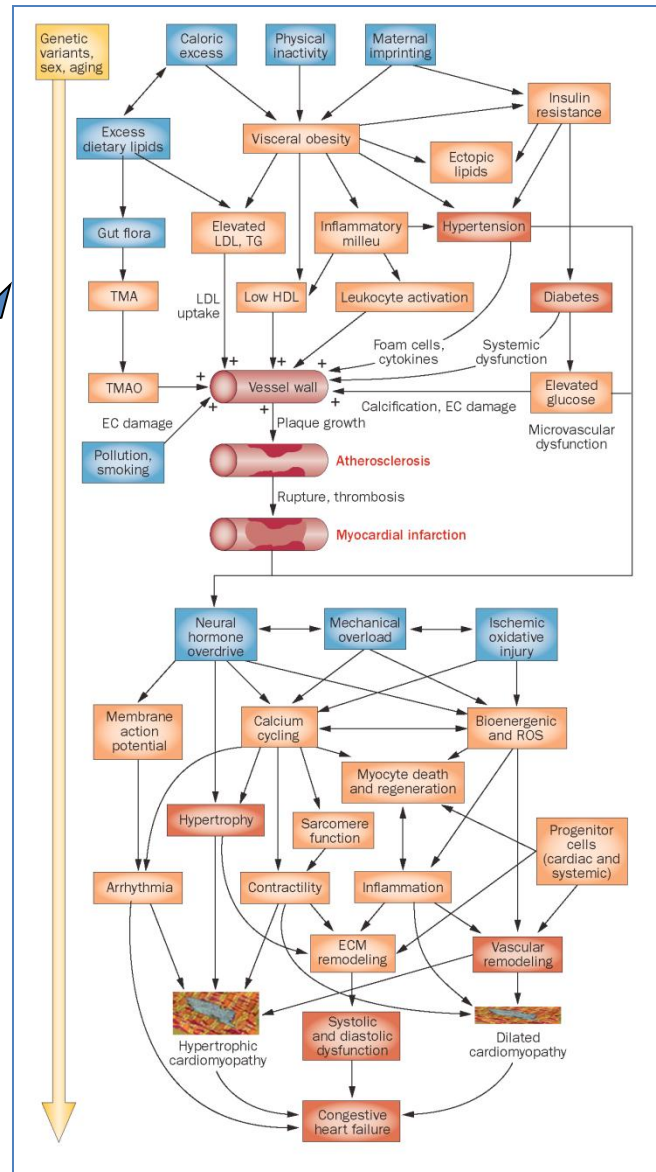 Genetic
variants,
sex, aging
Caloric
excess
Physical
inactivity
Maternal
imprinting
Excess
dietary lipids
Visceral obesity
Insulin
resistance
Ectopic
lipids
Gut flora
Elevated
LDL, TG
Inflammatory
milleu
Hypertension
TMA
LDL
uptake
Low HDL
Leukocyte activation
Diabetes
Foam cells,
cytokines
Systemic
dysfunction
TMAO
+
+
+
+
+
+
Vessel wall
+
+
+
+
Elevated
glucose
EC damage
Calcification, EC damage
Plaque growth
Microvascular
dysfunction
Pollution,
smoking
Atherosclerosis
Rupture, thrombosis
Myocardial infarction
Neural
hormone
overdrive
Mechanical
overload
Ischemic
oxidative
injury
Membrane
action
potential
Calcium
cycling
Bioenergenic
and ROS
Myocyte death
and regeneration
Hypertrophy
Sarcomere
function
Progenitor
cells
(cardiac and
systemic)
Arrhythmia
Contractility
Inflammation
ECM
remodeling
Vascular
remodeling
Hypertrophic
cardiomyopathy
Systolic
and diastolic
dysfunction
Dilated
cardiomyopathy
Congestive
heart failure